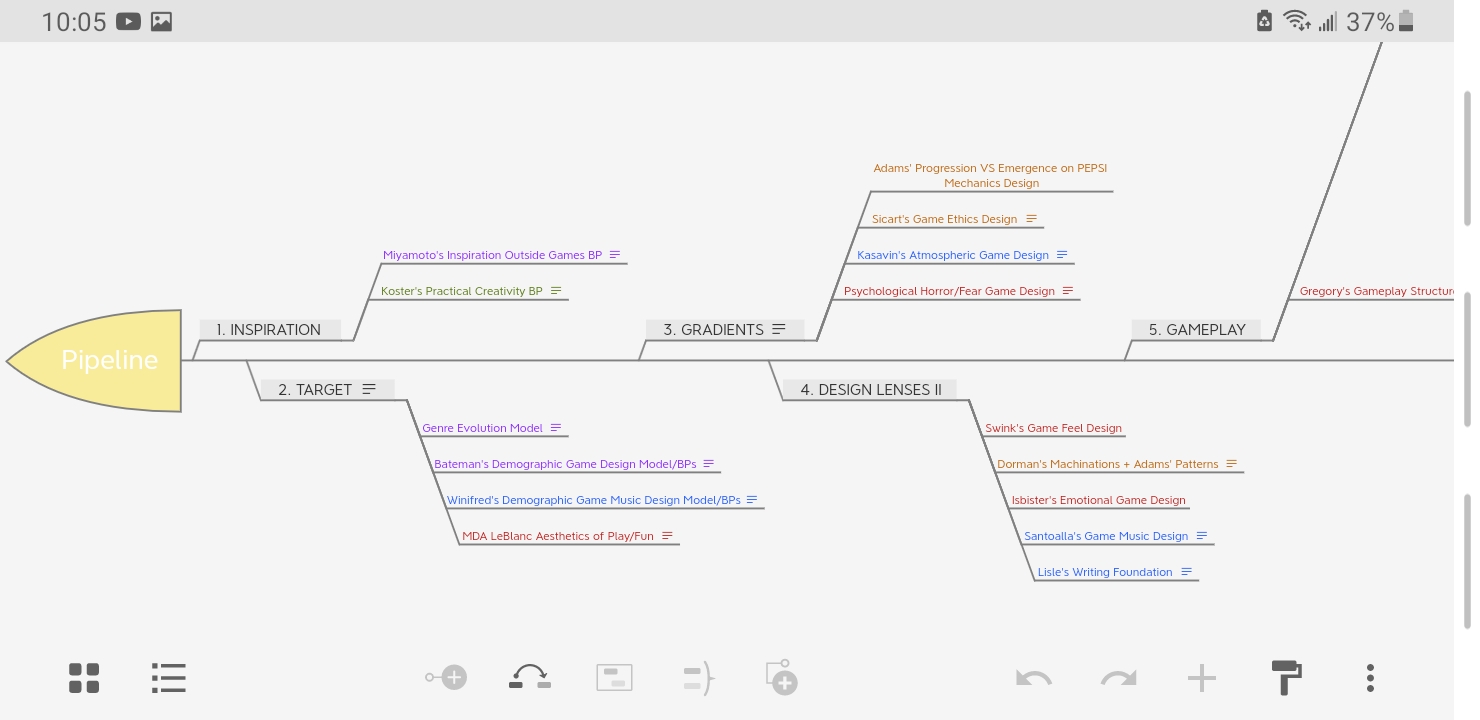 10:05
37%
Pipeline
1. INSPIRATION
Miyamoto's Inspiration Outside Games BP
Koster's Practical Creativity BP
2. TARGET
Genre Evolution Model
Bateman's Demographic Game Design Model/BPs
Winifred's Demographic Game Music Design Model/BPs
MDA LeBlanc Aesthetics of Play/Fun
3. GRADIENTS
Adams' Progression VS Emergence on PEPSI
Mechanics Design
Sicart's Game Ethics Design
Kasavin's Atmospheric Game Design
Psychological Horror/Fear Game Design
4. DESIGN LENSES II
Swink's Game Feel Design
Dorman's Machinations + Adams' Patterns
Isbister's Emotional Game Design
Santoalla's Game Music Design
Lisle's Writing Foundation
5. GAMEPLAY
Gregory's Gameplay Structur